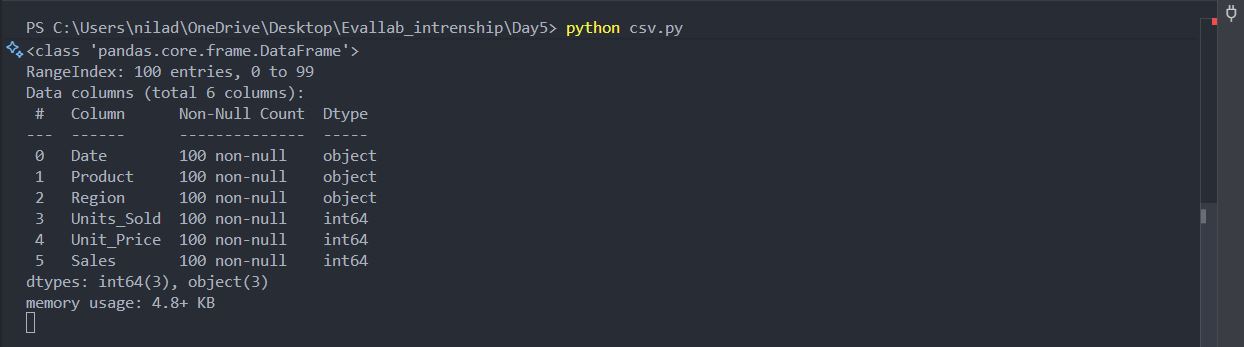 PS C:\Users\nilad\OneDrive\Desktop\Evallab_intrenship\Day5> python csv.py
<class 'pandas.core.frame.DataFrame'>
RangeIndex: 100 entries, 0 to 99
Data columns (total 6 columns):
 #   Column      Non-Null Count  Dtype
---  ------      --------------  -----
 0   Date        100 non-null    object
 1   Product     100 non-null    object
 2   Region      100 non-null    object
 3   Units_Sold  100 non-null    int64
 4   Unit_Price  100 non-null    int64
 5   Sales       100 non-null    int64
dtypes: int64(3), object(3)
memory usage: 4.8+ KB